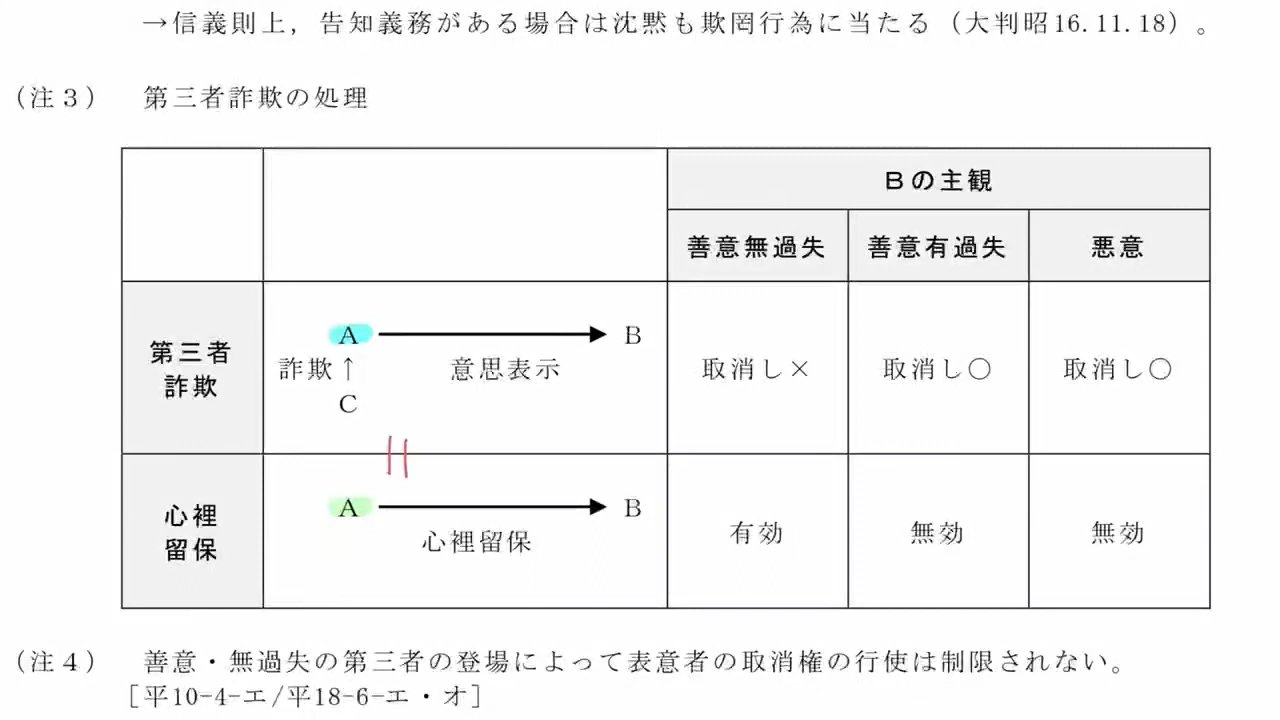 →信義則上，告知義務がある場合は沈黙も欺罔行為に当たる（大判昭16.11.18）。
（注３） 第三者詐欺の処理
Ｂの主観
善意無過失 善意有過失 悪意
第三者
詐欺
A B
詐欺↑ 意思表示
C
取消し× 取消し○ 取消し○
心裡
留保
A B
心裡留保
有効 無効 無効
（注４） 善意・無過失の第三者の登場によって表意者の取消権の行使は制限されない。
［平10-4-エ/平18-6-エ・オ］